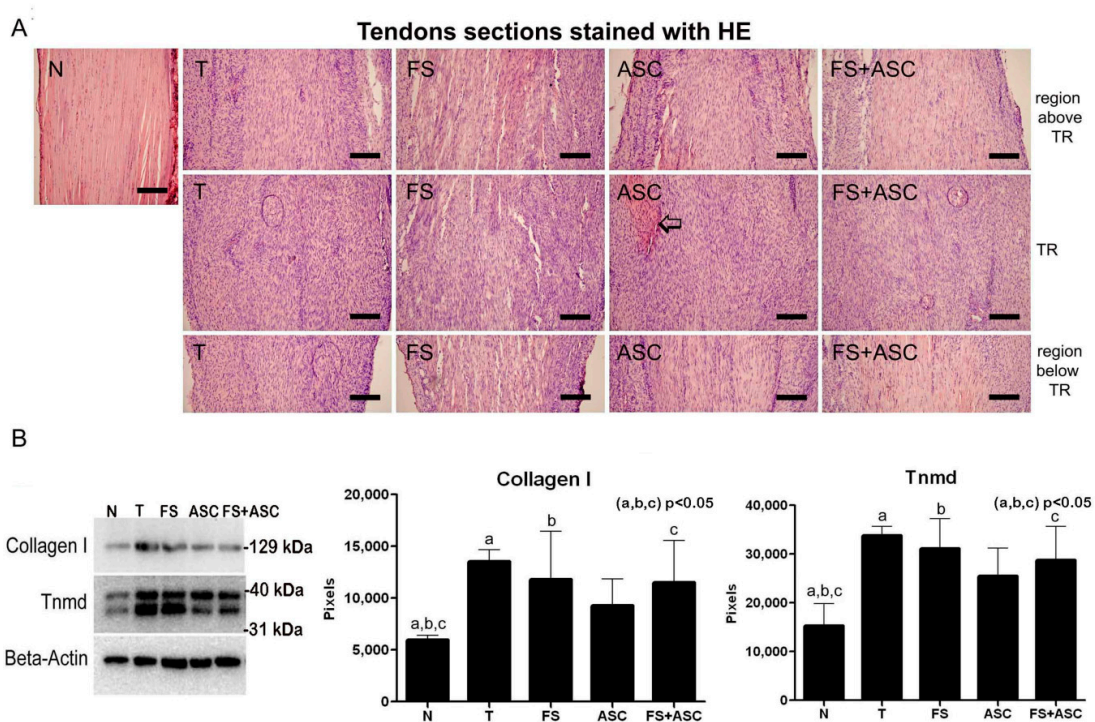 A
Tendons sections stained with HE
N
T
FS
ASC
FS+ASC
region
above
TR
T
FS
ASC
FS+ASC
TR
T
FS
ASC
FS+ASC
region
below
TR
B
N T FS ASC FS+ASC
Collagen I
-129 kDa
Tnmd
-40 kDa
-31 kDa
Beta-Actin
Collagen I
(a,b,c) p<0.05
20,000
15,000
10,000
5,000
0
Pixels
a,b,c
a
b
c
N T FS ASC FS+ASC
Tnmd
(a,b,c) p<0.05
40,000
30,000
20,000
10,000
0
Pixels
a,b,c
a
b
c
N T FS ASC FS+ASC